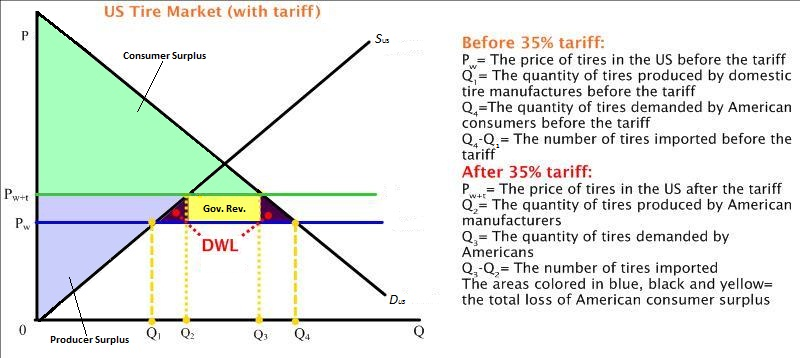 US Tire Market (with tariff)
P
Consumer Surplus
Sus
Pw+t
Pw
Gov. Rev.
DWL
Dus
0
Producer Surplus
Q1
Q2
Q3
Q4
Q
Before 35% tariff:
Pw= The price of tires in the US before the tariff
Q1= The quantity of tires produced by domestic
tire manufactures before the tariff
Q4=The quantity of tires demanded by American
consumers before the tariff
Q4-Q1= The number of tires imported before the
tariff
After 35% tariff:
Pw+t= The price of tires in the US after the tariff
Q2= The quantity of tires produced by American
manufacturers
Q3= The quantity of tires demanded by
Americans
Q3-Q2= The number of tires imported
The areas colored in blue, black and yellow=
the total loss of American consumer surplus